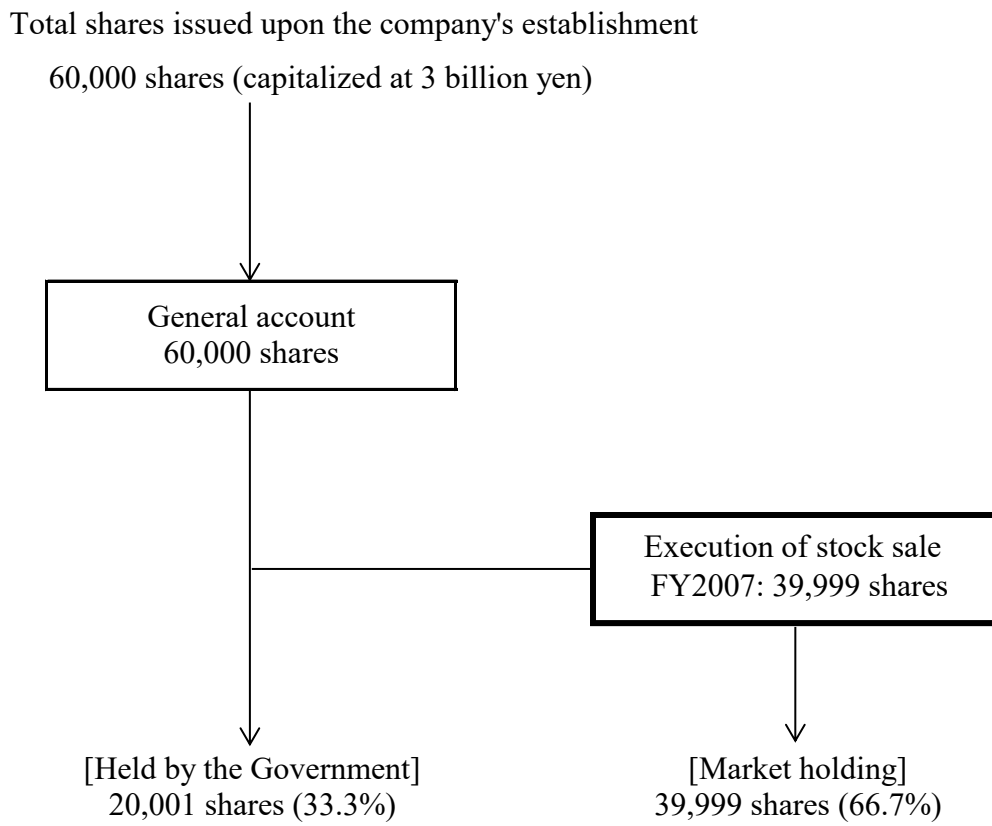 Total shares issued upon the company's establishment
60,000 shares (capitalized at 3 billion yen)
General account
60,000 shares
Execution of stock sale
FY2007: 39,999 shares
[Held by the Government]
20,001 shares (33.3%)
[Market holding]
39,999 shares (66.7%)